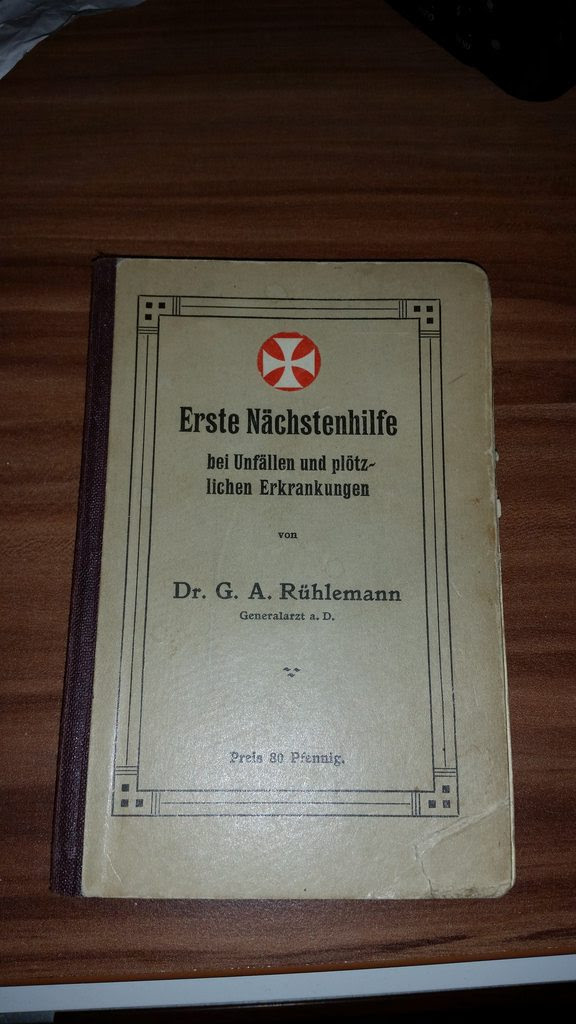 Erste Nächstenhilfe
bei Unfällen und plötz-
lichen Erkrankungen
von
Dr. G. A. Rühlemann
Generalarzt a. D.
Preis 80 Pfennig.